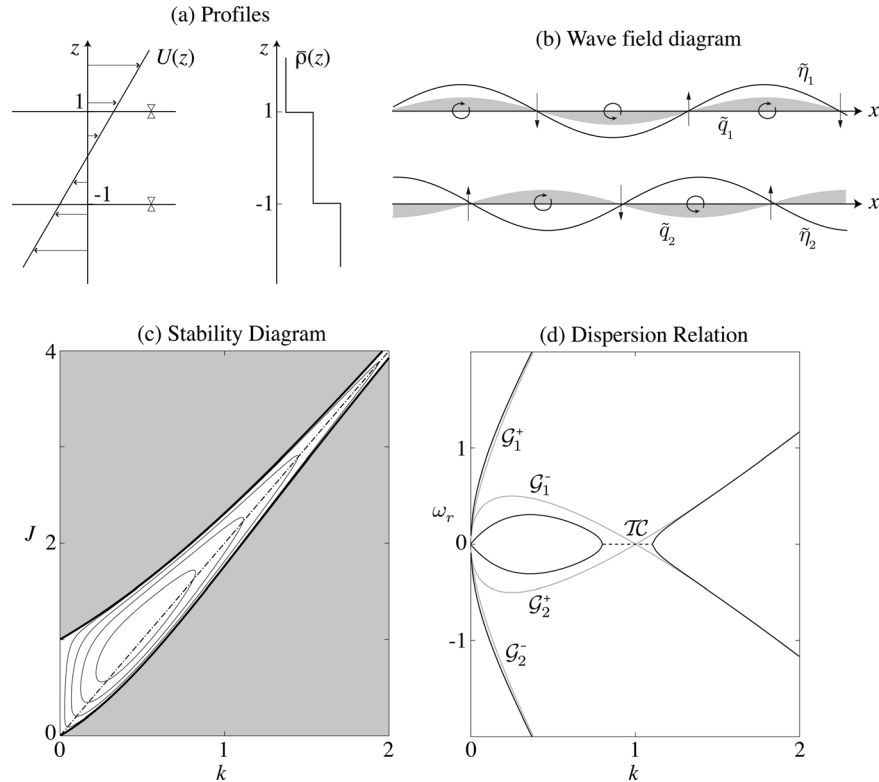 (a) Profiles
z
U(z)
1
-1
z
ρ̄(z)
1
-1
(b) Wave field diagram
η̃₁
x
q̃₁
x
q̃₂
η̃₂
(c) Stability Diagram
4
J
2
0
0
1
2
k
(d) Dispersion Relation
1
ωᵣ
0
-1
𝒢₁⁺
𝒢₁⁻
𝒯𝒞
𝒢₂⁺
𝒢₂⁻
0
1
2
k